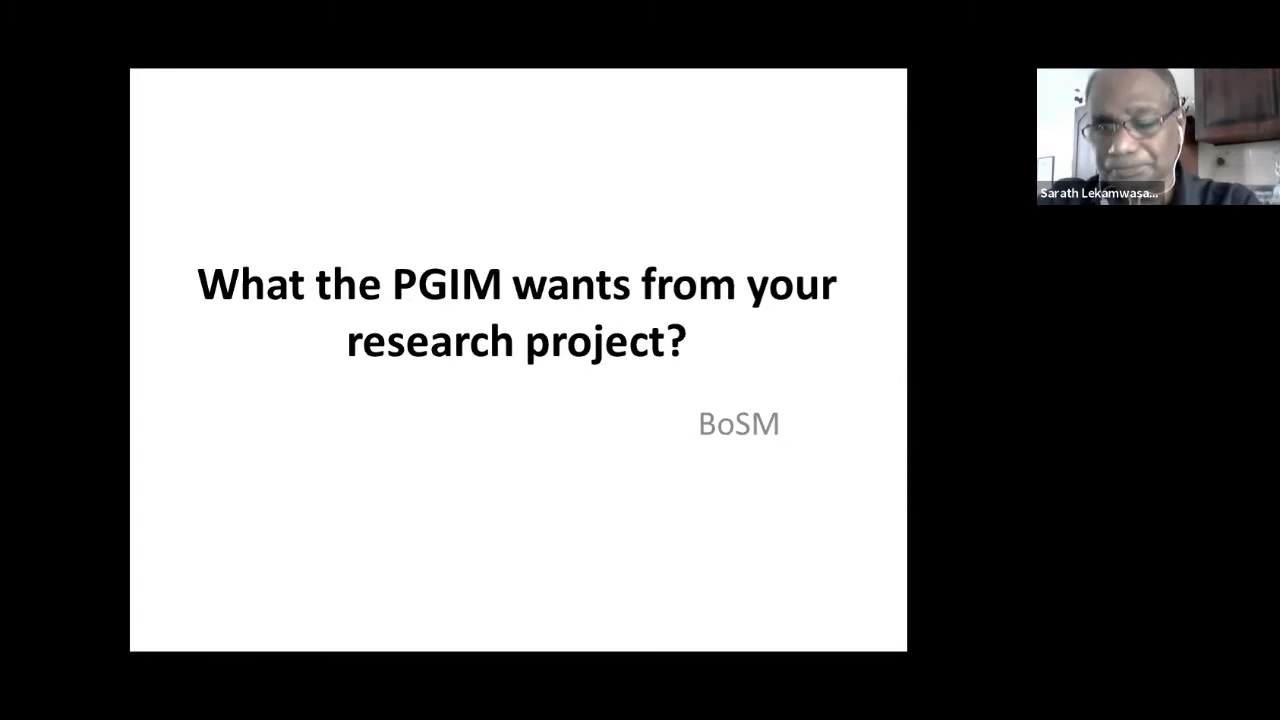 What the PGIM wants from your
research project?
BoSM
Sarath Lekamwasa...